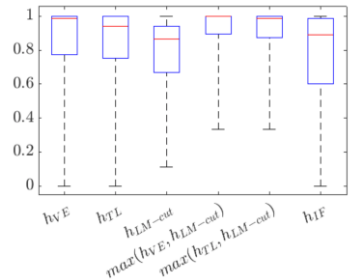 1
0.8
0.6
0.4
0.2
0
h_{VE}
h_{TL}
h_{LM-cut}
max(h_{VE}, h_{LM-cut})
max(h_{TL}, h_{LM-cut})
h_{IF}